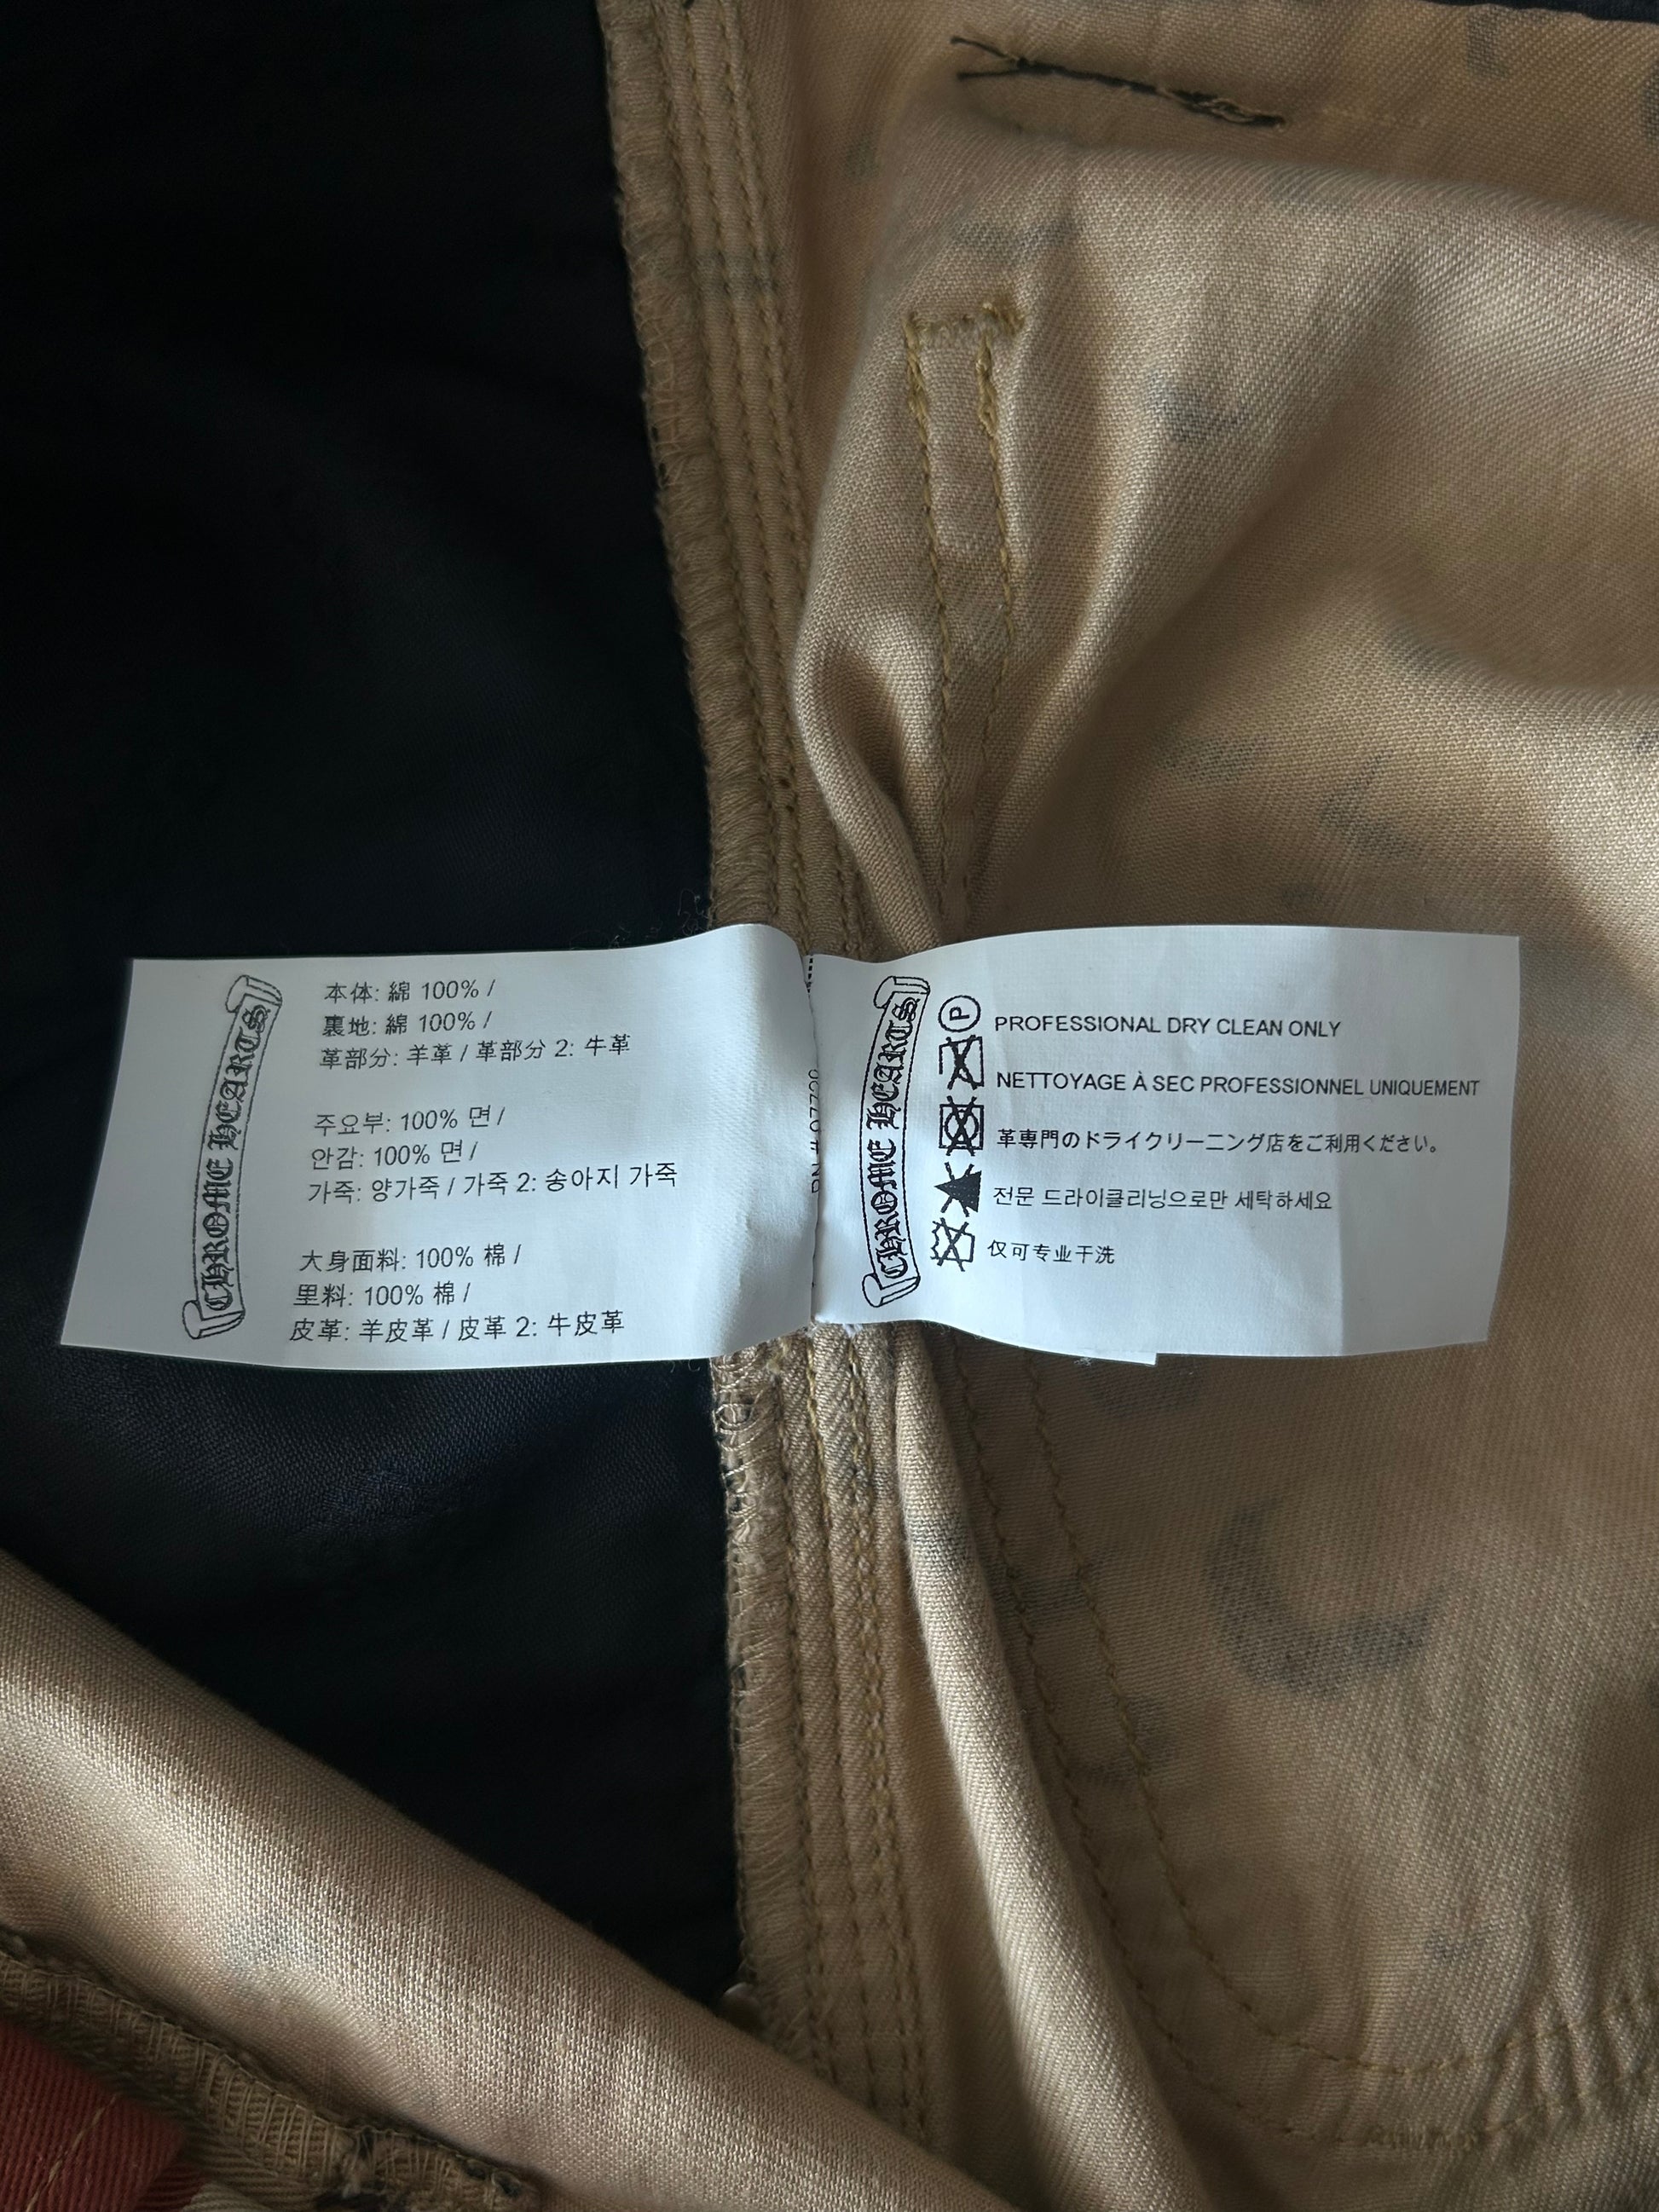 CHROME HEARTS
本体: 綿 100% /
裏地: 綿 100% /
革部分: 羊革 / 革部分 2: 牛革
주요부: 100% 면 /
안감: 100% 면 /
가죽: 양가죽 / 가죽 2: 송아지 가죽
大身面料: 100% 棉 /
里料: 100% 棉 /
皮革: 羊皮革 / 皮革 2: 牛皮革
CHROME HEARTS
P
PROFESSIONAL DRY CLEAN ONLY
NETTOYAGE À SEC PROFESSIONNEL UNIQUEMENT
革専門のドライクリーニング店をご利用ください。
전문 드라이클리닝으로만 세탁하세요
仅可专业干洗